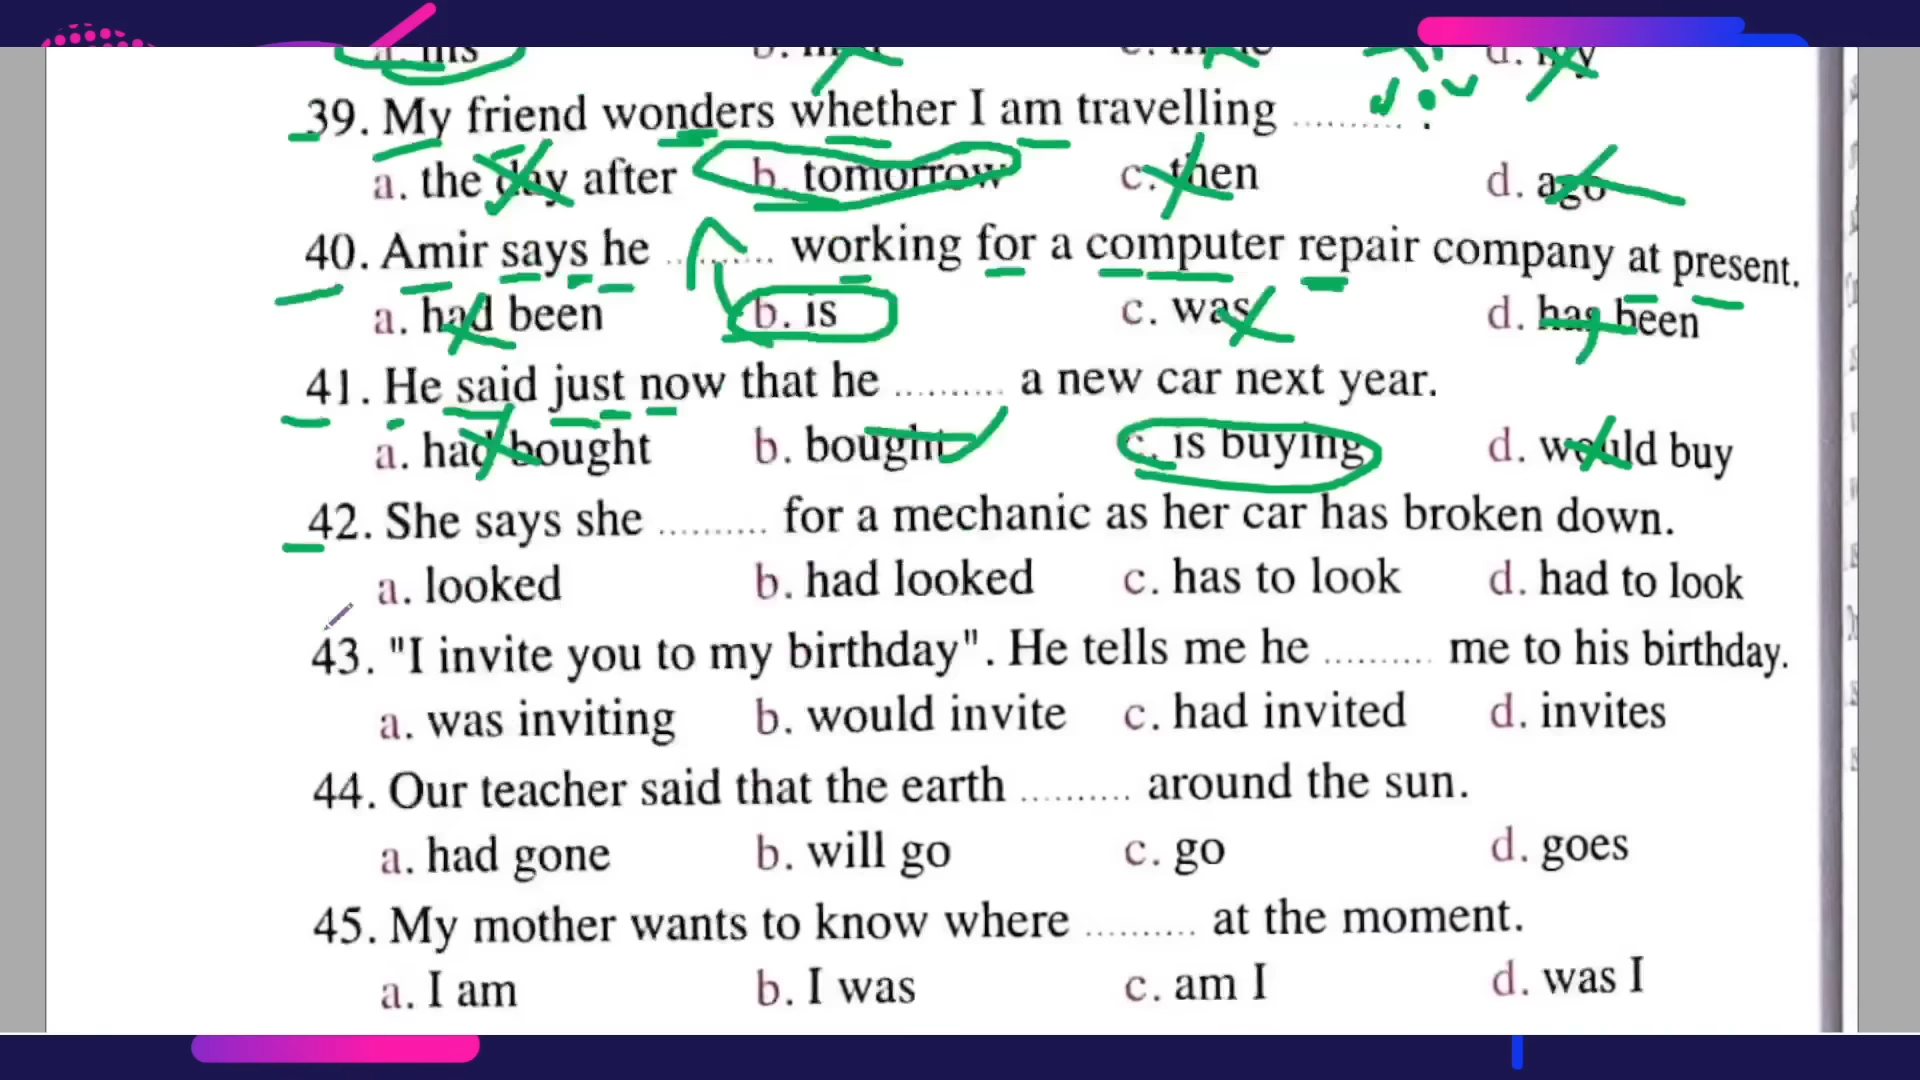 a. his
39. My friend wonders whether I am travelling .......... .
a. the day after b. tomorrow c. then d. ago
40. Amir says he .......... working for a computer repair company at present.
a. had been b. is c. was d. has been
41. He said just now that he .......... a new car next year.
a. had bought b. bought c. is buying d. would buy
42. She says she .......... for a mechanic as her car has broken down.
a. looked b. had looked c. has to look d. had to look
43. "I invite you to my birthday". He tells me he .......... me to his birthday.
a. was inviting b. would invite c. had invited d. invites
44. Our teacher said that the earth .......... around the sun.
a. had gone b. will go c. go d. goes
45. My mother wants to know where .......... at the moment.
a. I am b. I was c. am I d. was I